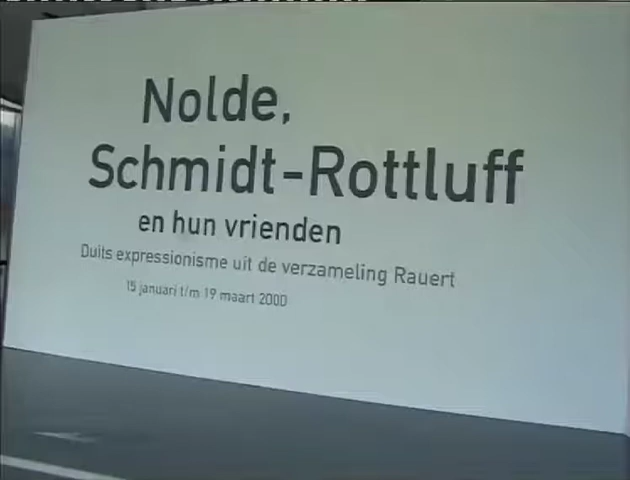 Nolde,
Schmidt-Rottluff
en hun vrienden
Duits expressionisme uit de verzameling Rauert
15 januari t/m 19 maart 2000